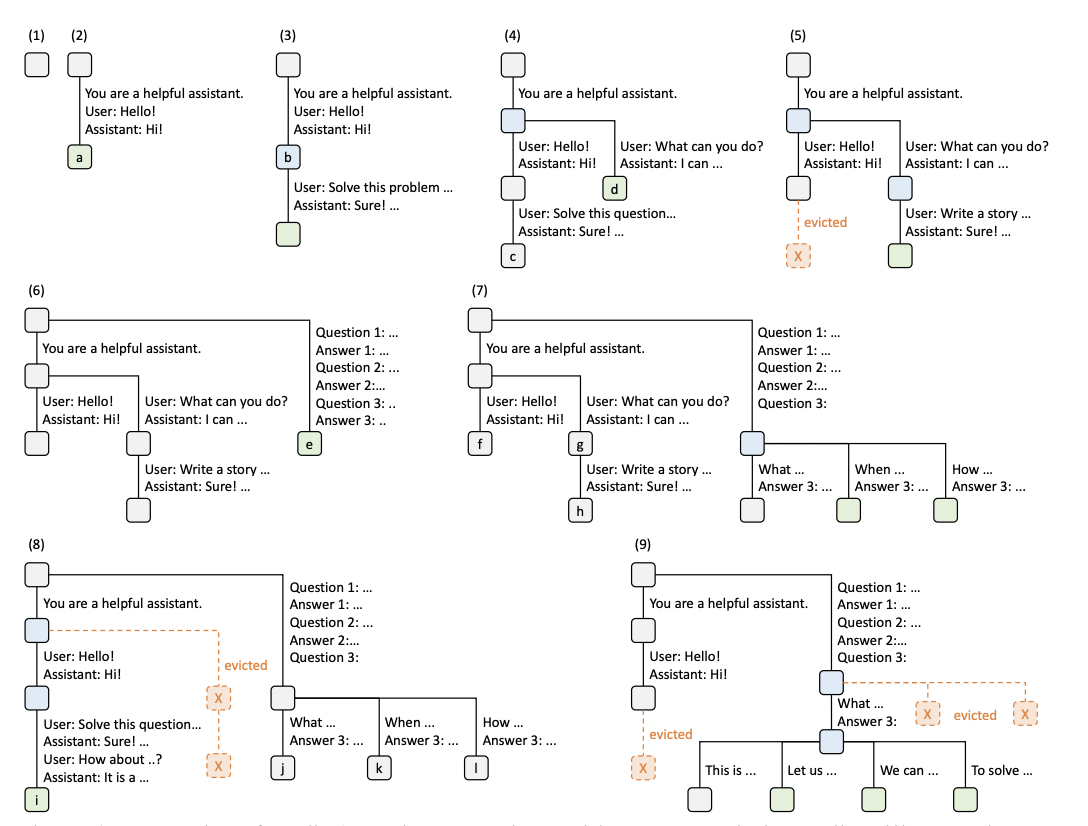 (1)
(2)
You are a helpful assistant.
User: Hello!
Assistant: Hi!
a
(3)
You are a helpful assistant.
User: Hello!
Assistant: Hi!
b
User: Solve this problem …
Assistant: Sure! …
(4)
You are a helpful assistant.
User: Hello!
Assistant: Hi!
User: What can you do?
Assistant: I can …
d
User: Solve this question…
Assistant: Sure! …
c
(5)
You are a helpful assistant.
User: Hello!
Assistant: Hi!
User: What can you do?
Assistant: I can …
evicted
X
User: Write a story …
Assistant: Sure! …
(6)
You are a helpful assistant.
User: Hello!
Assistant: Hi!
User: What can you do?
Assistant: I can …
User: Write a story …
Assistant: Sure! …
Question 1: …
Answer 1: …
Question 2: …
Answer 2:…
Question 3: ..
Answer 3: ..
e
(7)
You are a helpful assistant.
User: Hello!
Assistant: Hi!
f
User: What can you do?
Assistant: I can …
g
User: Write a story …
Assistant: Sure! …
h
Question 1: …
Answer 1: …
Question 2: …
Answer 2:…
Question 3:
What …
Answer 3: …
When …
Answer 3: …
How …
Answer 3: …
(8)
You are a helpful assistant.
User: Hello!
Assistant: Hi!
evicted
X
X
User: Solve this question…
Assistant: Sure! …
User: How about ..?
Assistant: It is a …
i
Question 1: …
Answer 1: …
Question 2: …
Answer 2:…
Question 3:
What …
Answer 3: …
j
When …
Answer 3: …
k
How …
Answer 3: …
l
(9)
You are a helpful assistant.
User: Hello!
Assistant: Hi!
evicted
X
Question 1: …
Answer 1: …
Question 2: …
Answer 2:…
Question 3:
What …
Answer 3:
X
evicted
X
This is …
Let us …
We can …
To solve …